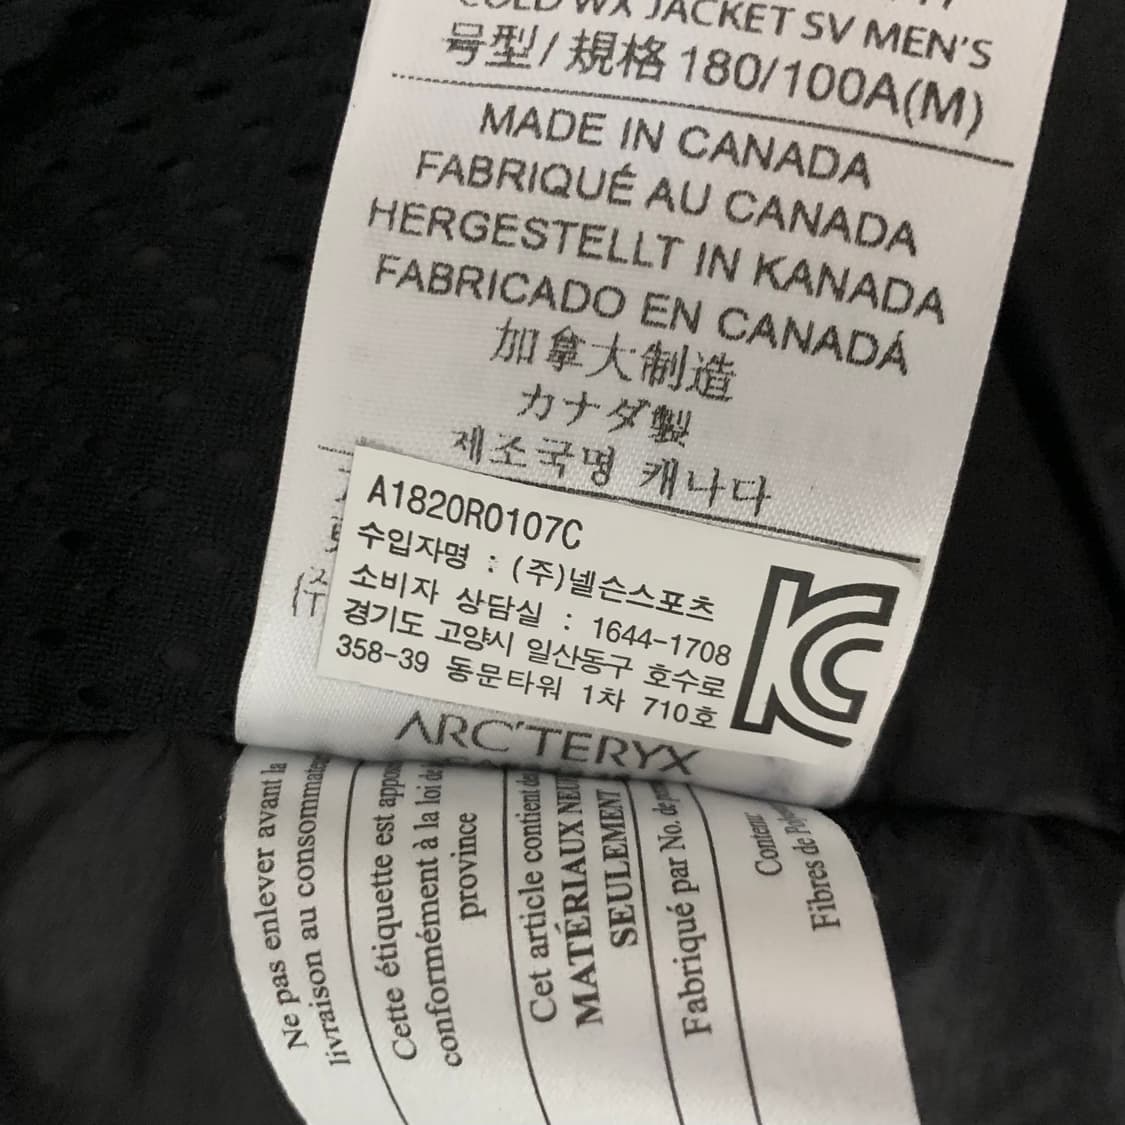 COLD WX JACKET SV MEN'S
号型/規格 180/100A(M)
MADE IN CANADA
FABRIQUÉ AU CANADA
HERGESTELLT IN KANADA
FABRICADO EN CANADÁ
加拿大制造
カナダ製
제조국명 캐나다
A1820R0107C
수입자명 : (주)넬슨스포츠
소비자 상담실 : 1644-1708
경기도 고양시 일산동구 호수로
358-39 동문타워 1차 710호
ARC'TERYX
Ne pas enlever avant la
livraison au consommate
Cette étiquette est appos
conformément à la loi de
province
Cet article contient de
MATÉRIAUX NEU
SEULEMENT
Fabriqué par No. de
Contenu
Fibres de Pol